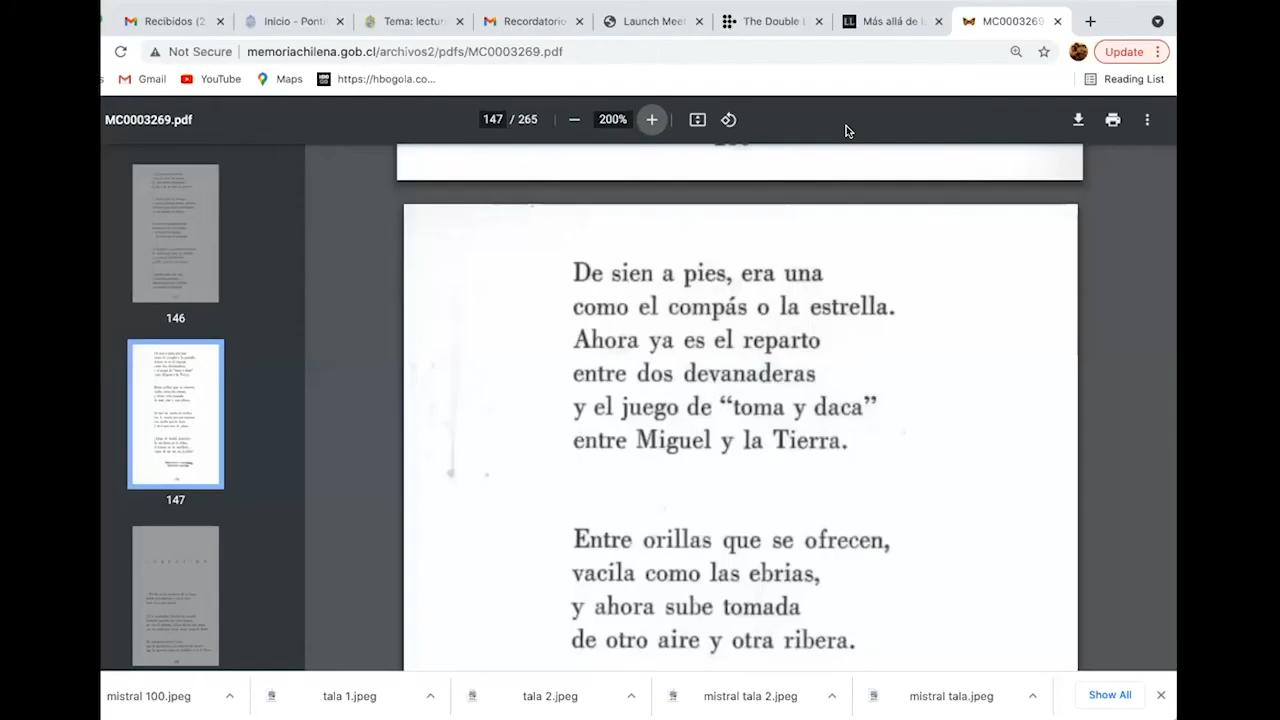 Recibidos (2
Inicio - Ponti
Tema: lectur
Recordatorio
Launch Meet
The Double L
Más allá de l
MC0003269
Not Secure
memoriachilena.gob.cl/archivos2/pdfs/MC0003269.pdf
Update
s
Gmail
YouTube
Maps
https://hbogola.co...
Reading List
MC0003269.pdf
147 / 265
200%
De sien a pies, era una
como el compás o la estrella.
Ahora ya es el reparto
entre dos devanaderas
y el juego de “toma y daca”
entre Miguel y la Tierra.
Entre orillas que se ofrecen,
vacila como las ebrias,
y ahora sube tomada
de otro aire y otra ribera.
146
147
mistral 100.jpeg
tala 1.jpeg
tala 2.jpeg
mistral tala 2.jpeg
mistral tala.jpeg
Show All